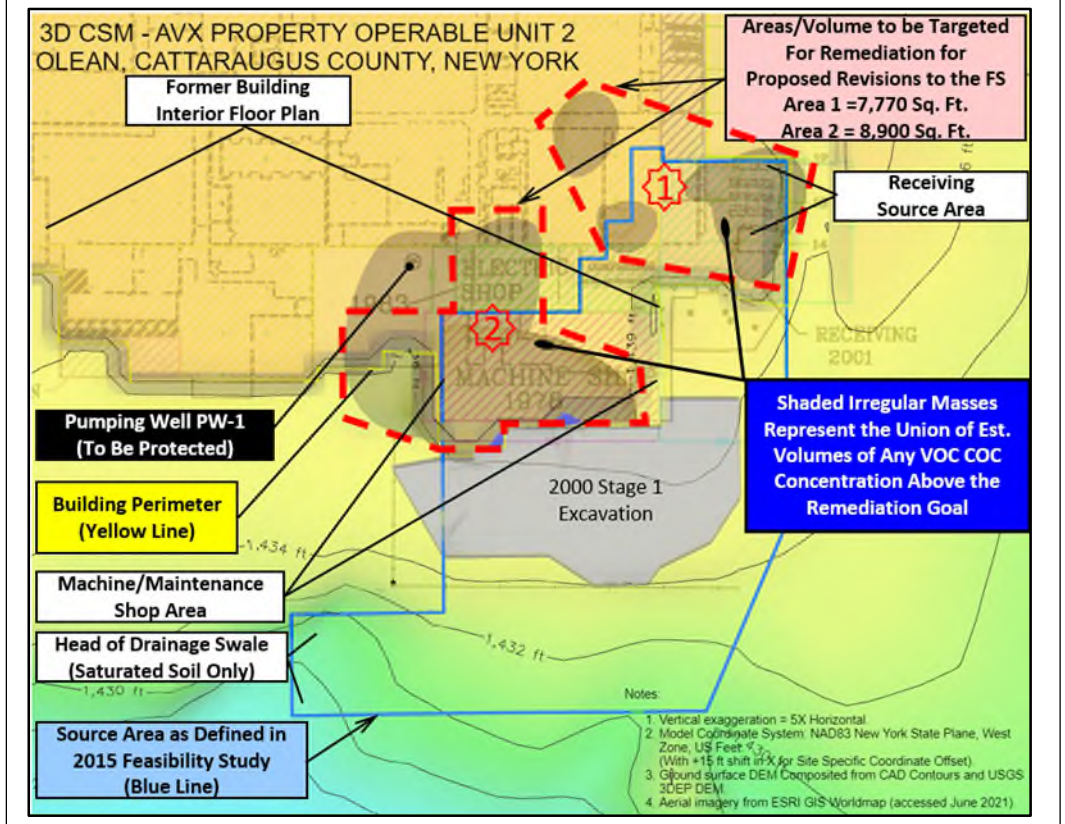 3D CSM - AVX PROPERTY OPERABLE UNIT 2
OLEAN, CATTARAUGUS COUNTY, NEW YORK
Former Building
Interior Floor Plan
Areas/Volume to be Targeted
For Remediation for
Proposed Revisions to the FS
Area 1 =7,770 Sq. Ft.
Area 2 = 8,900 Sq. Ft.
Receiving
Source Area
1
ELECTRIC
SHOP
1983
2
MACHINE
1978
RECEIVING
2001
Pumping Well PW-1
(To Be Protected)
Shaded Irregular Masses
Represent the Union of Est.
Volumes of Any VOC COC
Concentration Above the
Remediation Goal
2000 Stage 1
Excavation
Building Perimeter
(Yellow Line)
1,434 ft
Machine/Maintenance
Shop Area
Head of Drainage Swale
(Saturated Soil Only)
1,432 ft
1,430 ft
Source Area as Defined in
2015 Feasibility Study
(Blue Line)
Notes:
1. Vertical exaggeration = 5X Horizontal
2. Model Coordinate System: NAD83 New York State Plane, West
Zone, US Feet
(With +15 ft shift in X for Site Specific Coordinate Offset)
3. Ground surface DEM Composited from CAD Contours and USGS
3DEP DEM
4. Aerial imagery from ESRI GIS Worldmap (accessed June 2021)